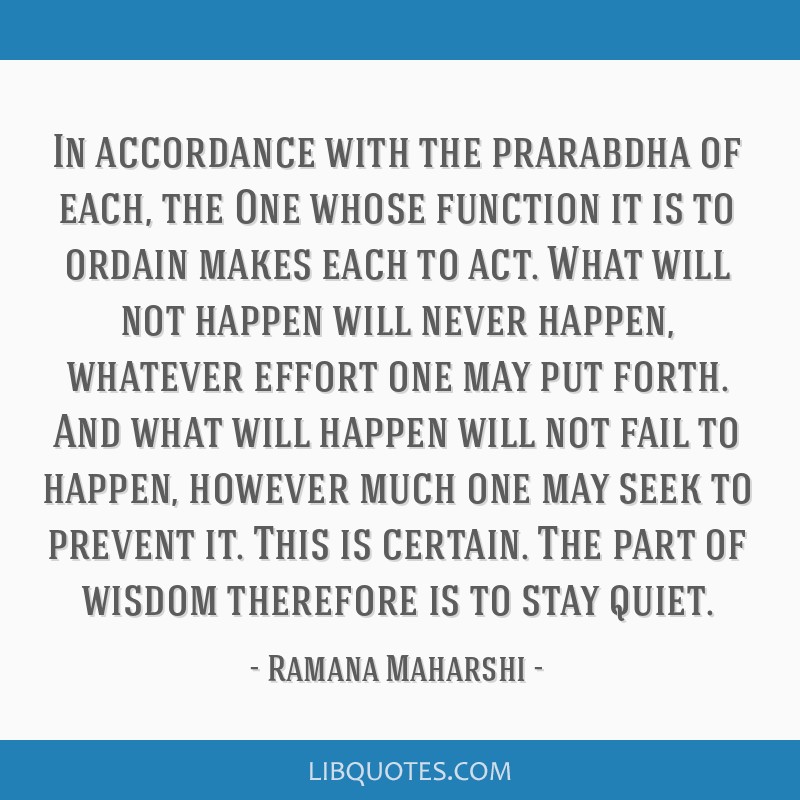 In accordance with the prarabdha of
each, the One whose function it is to
ordain makes each to act. What will
not happen will never happen,
whatever effort one may put forth.
And what will happen will not fail to
happen, however much one may seek to
prevent it. This is certain. The part of
wisdom therefore is to stay quiet.
- Ramana Maharshi -
LIBQUOTES.COM